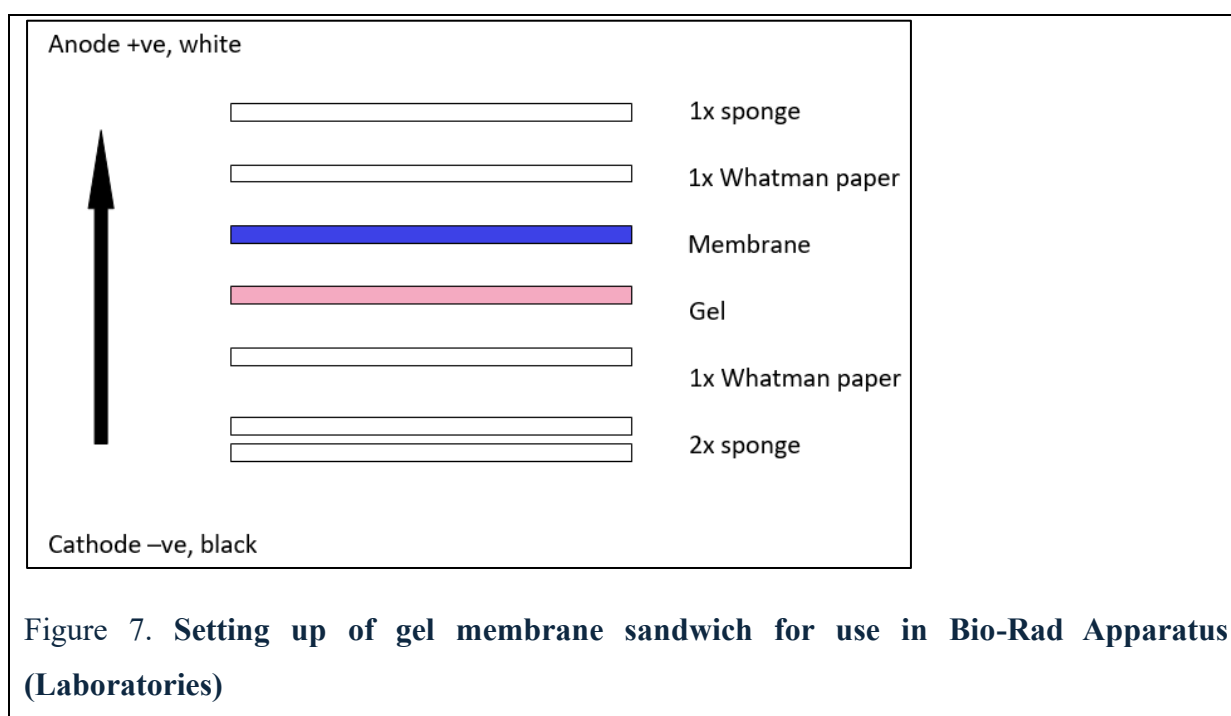 Anode +ve, white
1x sponge
1x Whatman paper
Membrane
Gel
1x Whatman paper
2x sponge
Cathode –ve, black
Figure 7. Setting up of gel membrane sandwich for use in Bio-Rad Apparatus
(Laboratories)